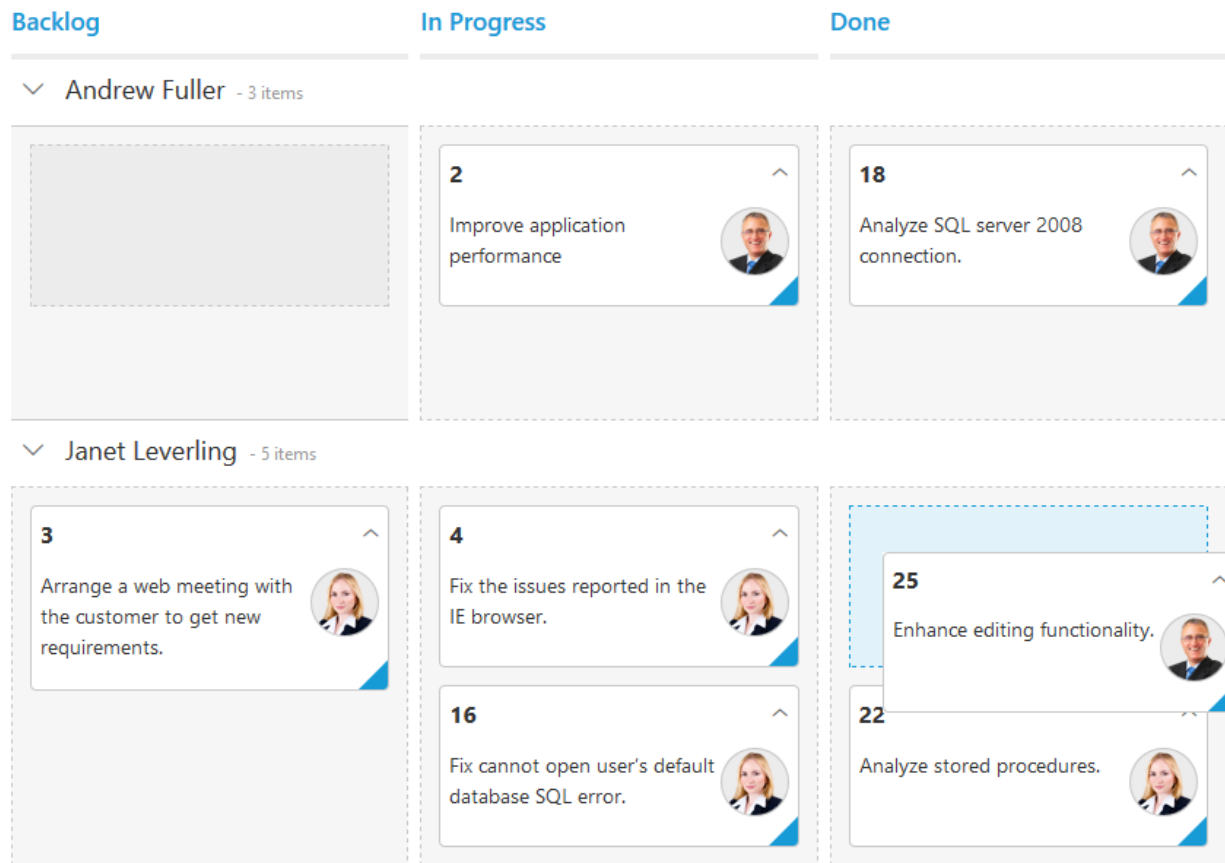 Backlog
In Progress
Done
Andrew Fuller - 3 items
2
Improve application
performance
18
Analyze SQL server 2008
connection.
Janet Leverling - 5 items
3
Arrange a web meeting with
the customer to get new
requirements.
4
Fix the issues reported in the
IE browser.
25
Enhance editing functionality.
16
Fix cannot open user's default
database SQL error.
22
Analyze stored procedures.